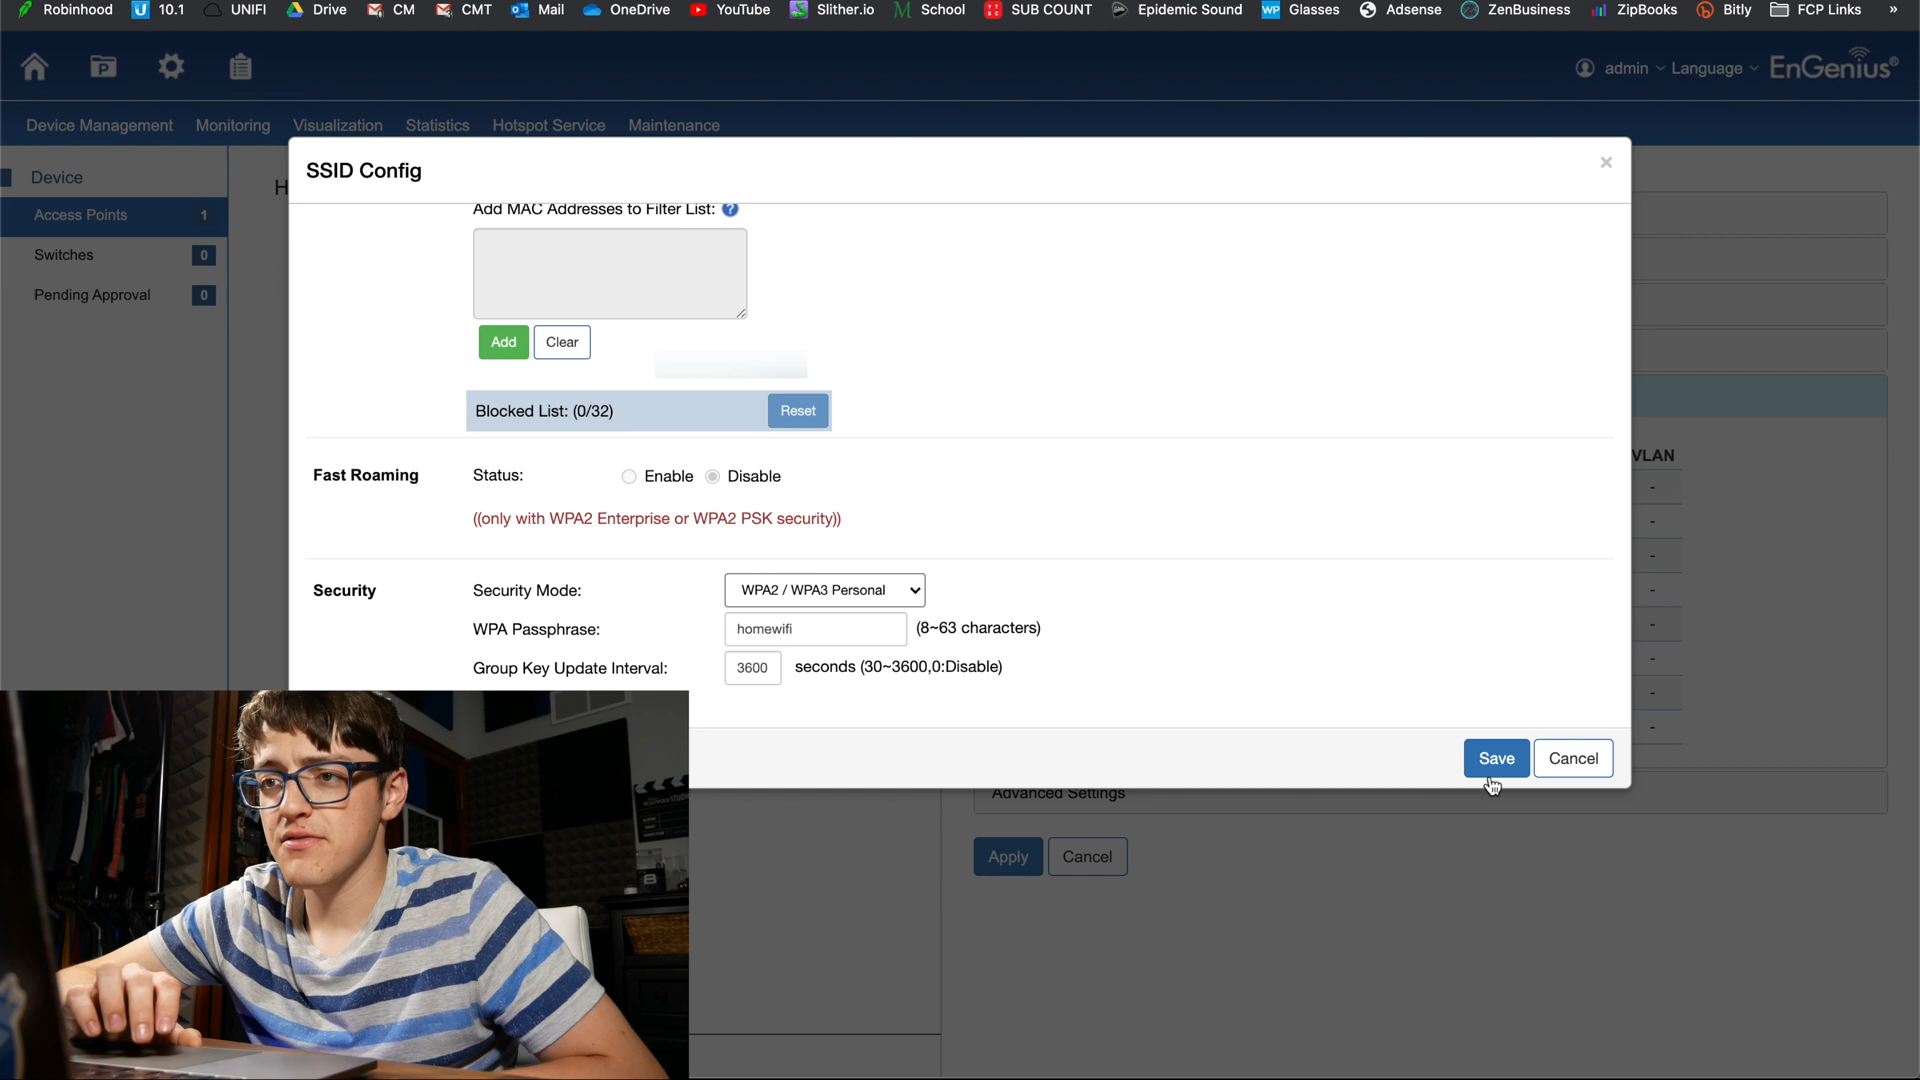 Robinhood 10.1 UNIFI Drive CM CMT Mail OneDrive YouTube Slither.io School SUB COUNT Epidemic Sound Glasses Adsense ZenBusiness ZipBooks Bitly FCP Links »
admin Language EnGenius®
Device Management Monitoring Visualization Statistics Hotspot Service Maintenance
SSID Config ×
Device
Access Points 1
Switches 0
Pending Approval 0
H
Add MAC Addresses to Filter List: ?
Add Clear
Blocked List: (0/32) Reset
VLAN
Fast Roaming Status: Enable Disable
((only with WPA2 Enterprise or WPA2 PSK security))
Security Security Mode: WPA2 / WPA3 Personal
WPA Passphrase: homewifi (8~63 characters)
Group Key Update Interval: 3600 seconds (30~3600,0:Disable)
Save Cancel
Advanced Settings
Apply Cancel